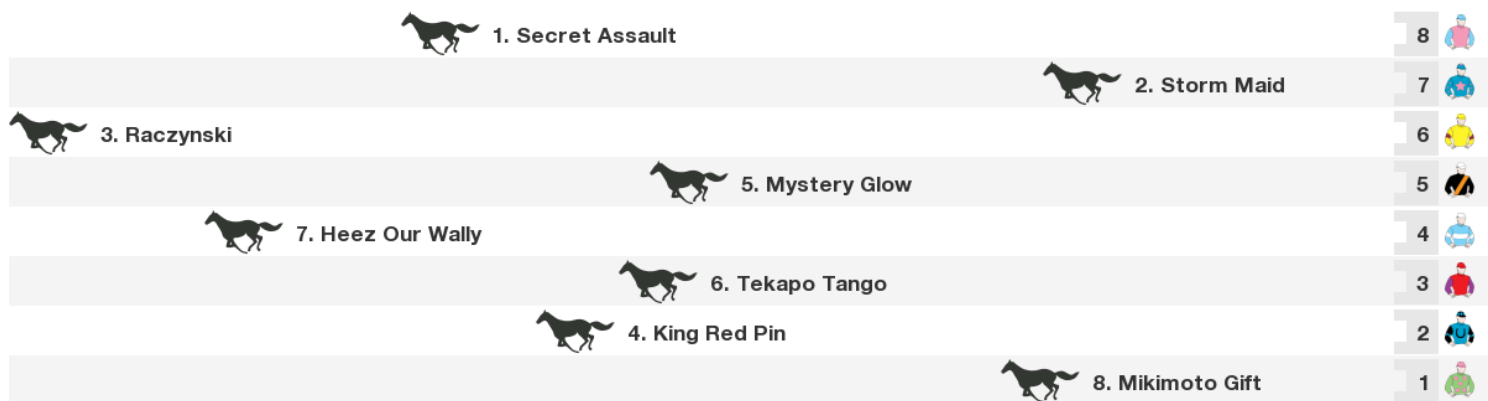 1. Secret Assault 8
2. Storm Maid 7
3. Raczynski 6
5. Mystery Glow 5
7. Heez Our Wally 4
6. Tekapo Tango 3
4. King Red Pin 2
8. Mikimoto Gift 1